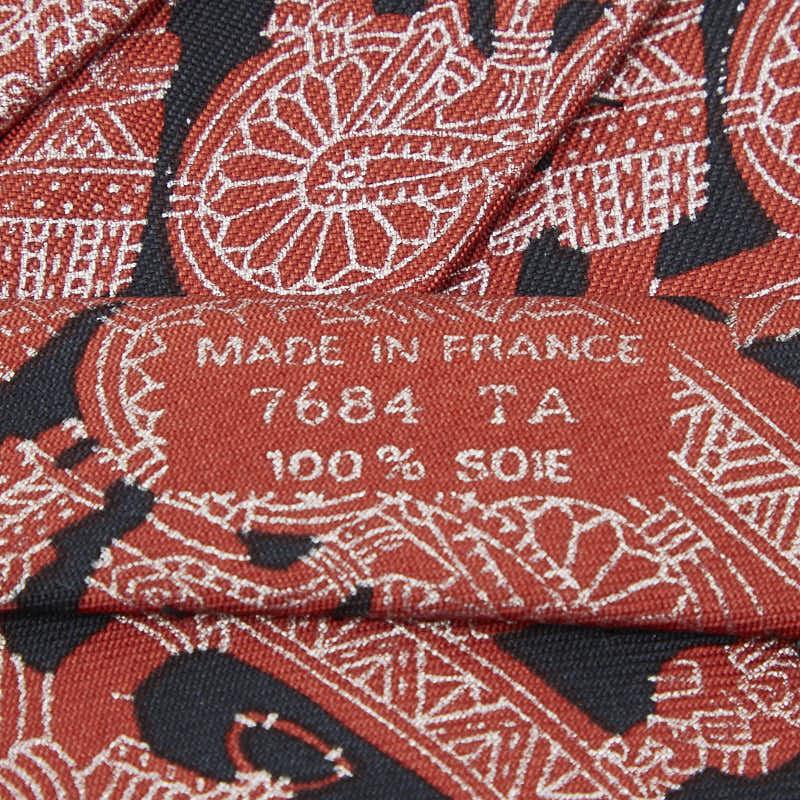 MADE iN FRANCE
7684 TA
100% SOIE